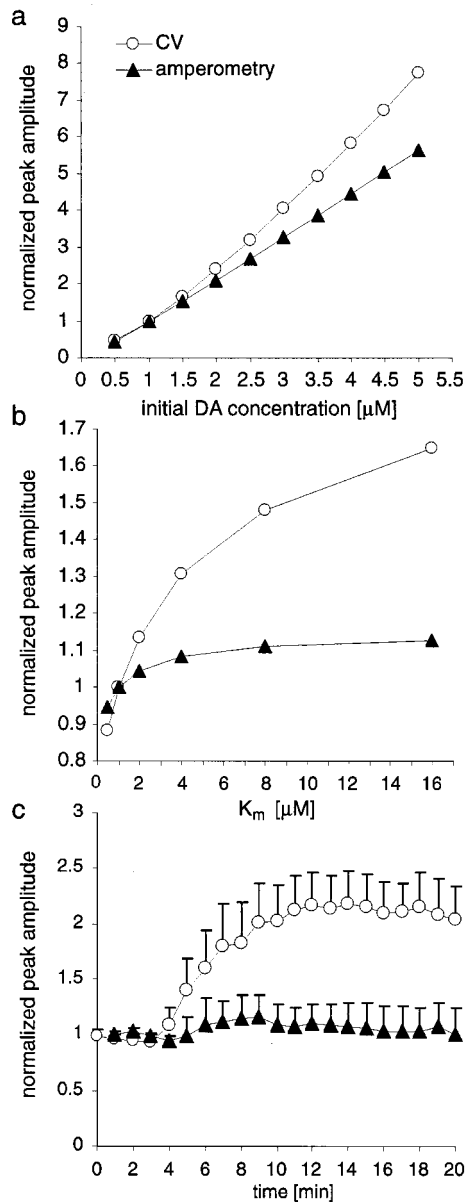 a
9
8
7
6
5
4
3
2
1
0
normalized peak amplitude
CV
amperometry
0 0.5 1 1.5 2 2.5 3 3.5 4 4.5 5 5.5
initial DA concentration [µM]
b
1.7
1.6
1.5
1.4
1.3
1.2
1.1
1
0.9
0.8
normalized peak amplitude
0 2 4 6 8 10 12 14 16
Km [µM]
c
3
2.5
2
1.5
1
0.5
0
normalized peak amplitude
0 2 4 6 8 10 12 14 16 18 20
time [min]